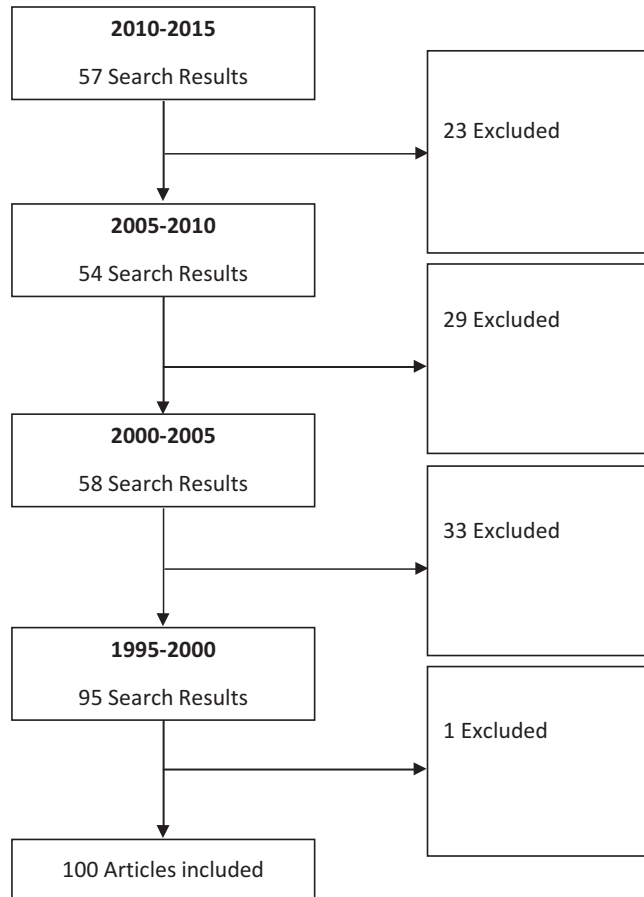 2010-2015
57 Search Results
23 Excluded
2005-2010
54 Search Results
29 Excluded
2000-2005
58 Search Results
33 Excluded
1995-2000
95 Search Results
1 Excluded
100 Articles included